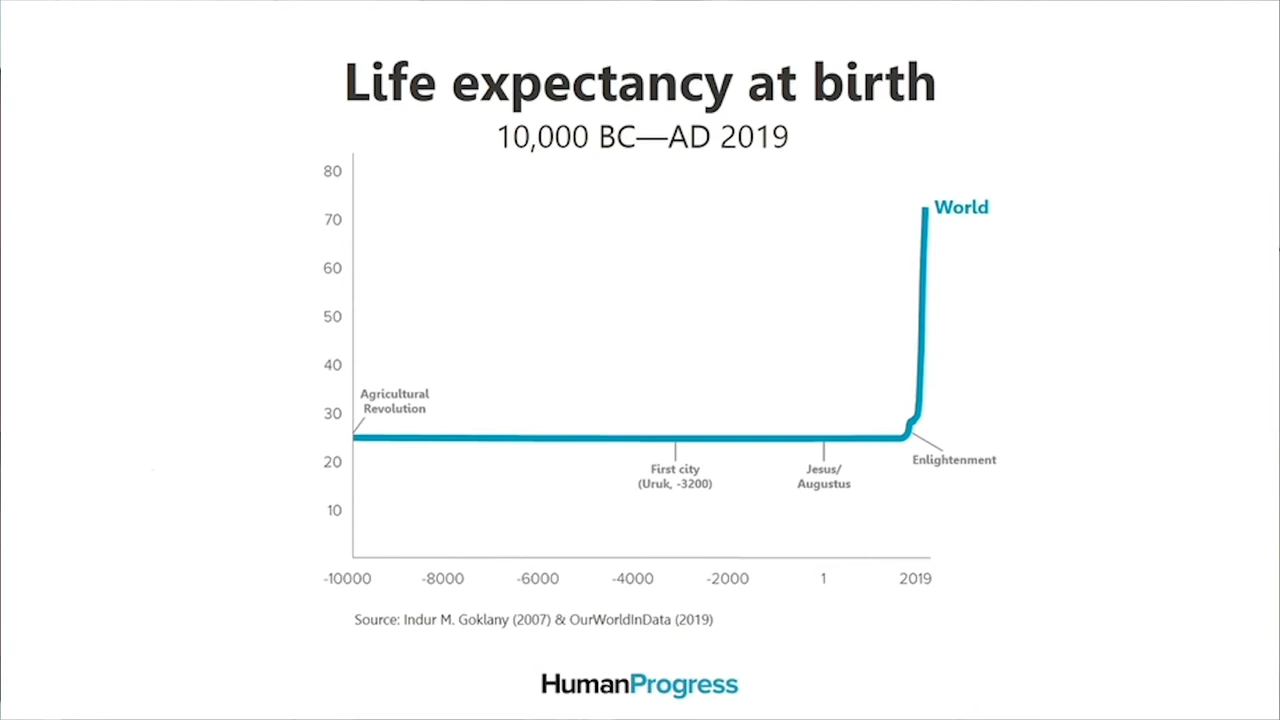 Life expectancy at birth
10,000 BC—AD 2019
80
70
60
50
40
30
20
10
World
Agricultural
Revolution
First city
(Uruk, -3200)
Jesus/
Augustus
Enlightenment
-10000 -8000 -6000 -4000 -2000 1 2019
Source: Indur M. Goklany (2007) & OurWorldInData (2019)
HumanProgress